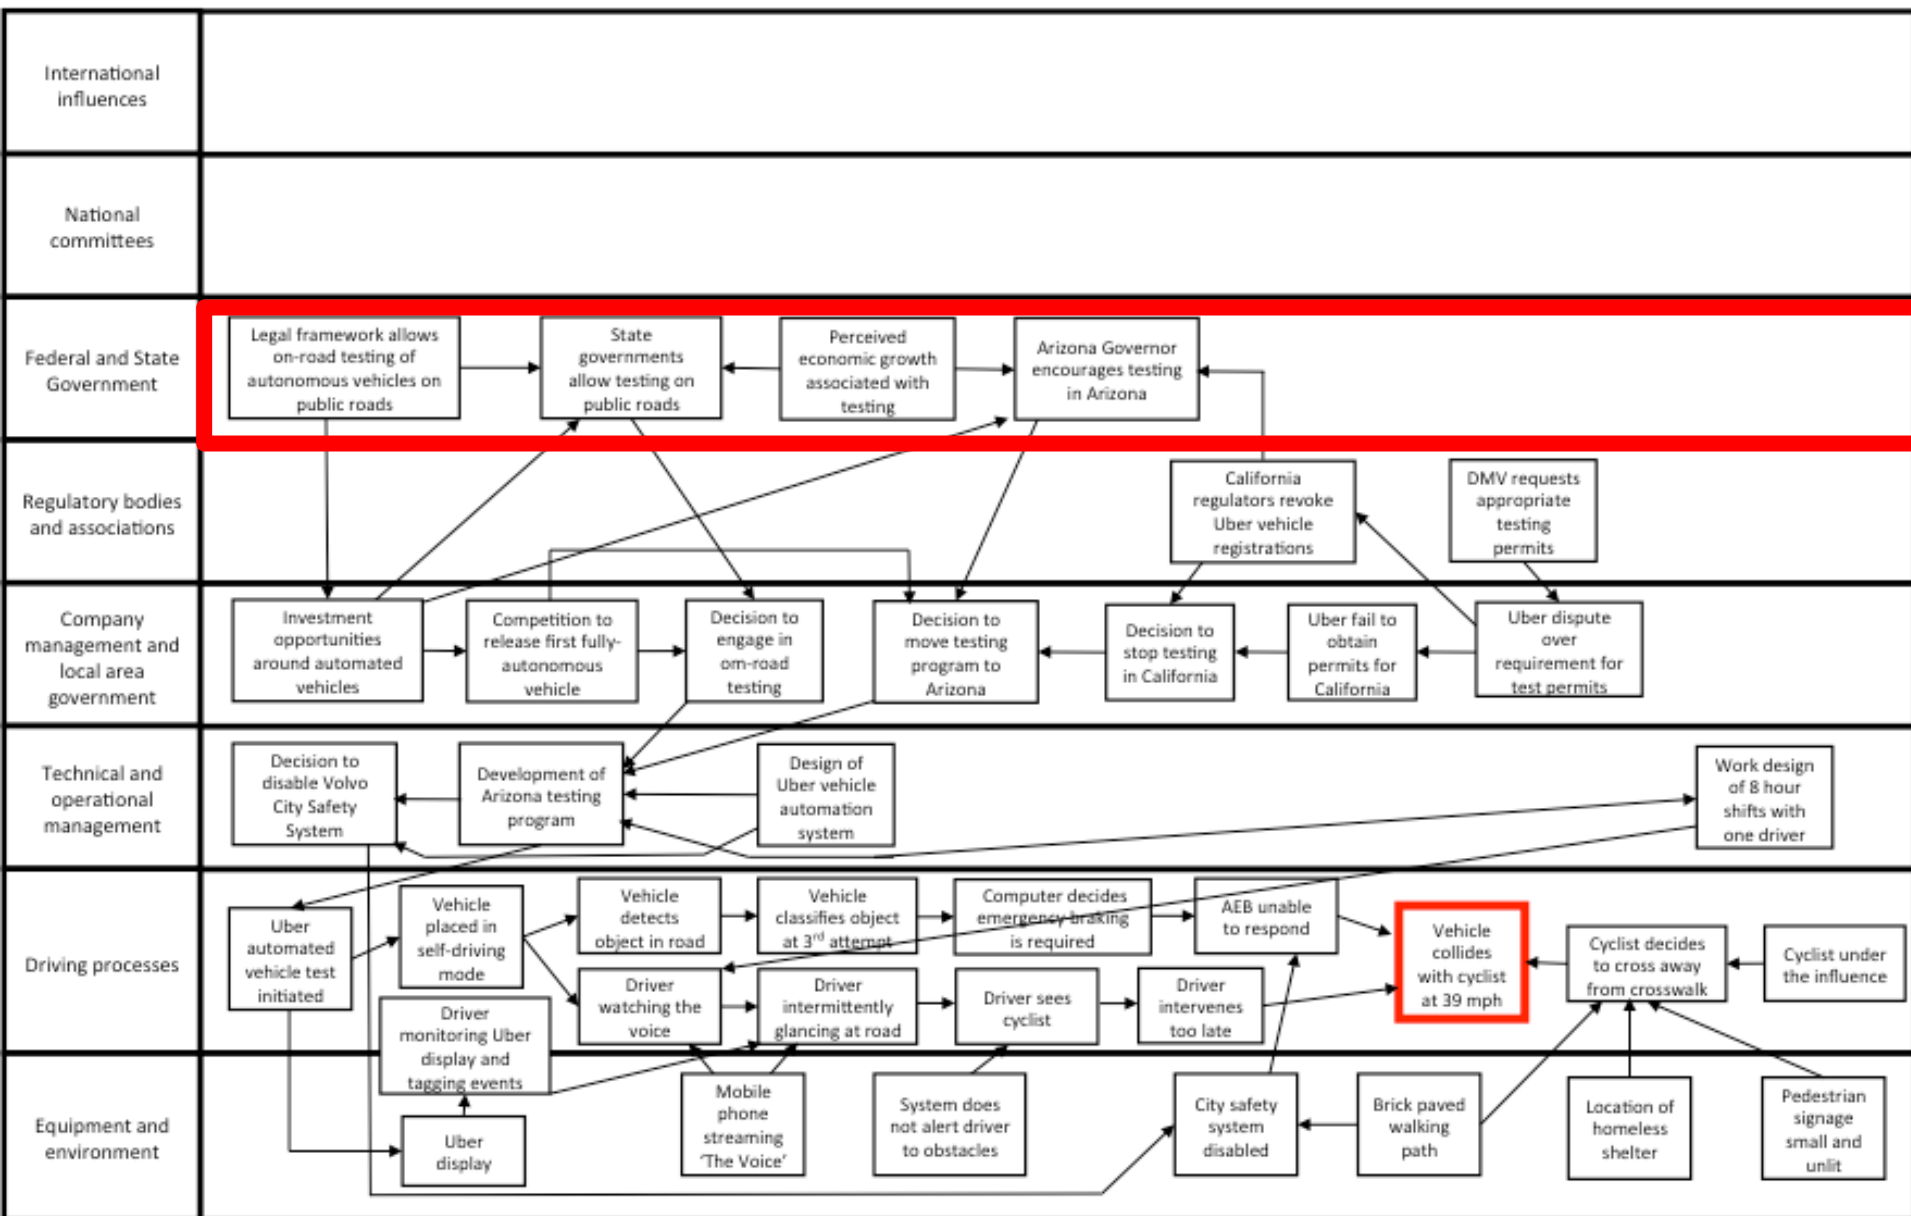 International
influences
National
committees
Federal and State
Government
Legal framework allows
on-road testing of
autonomous vehicles on
public roads
State
governments
allow testing on
public roads
Perceived
economic growth
associated with
testing
Arizona Governor
encourages testing
in Arizona
Regulatory bodies
and associations
California
regulators revoke
Uber vehicle
registrations
DMV requests
appropriate
testing
permits
Company
management and
local area
government
Investment
opportunities
around automated
vehicles
Competition to
release first fully-
autonomous
vehicle
Decision to
engage in
om-road
testing
Decision to
move testing
program to
Arizona
Decision to
stop testing
in California
Uber fail to
obtain
permits for
California
Uber dispute
over
requirement for
test permits
Technical and
operational
management
Decision to
disable Volvo
City Safety
System
Development of
Arizona testing
program
Design of
Uber vehicle
automation
system
Work design
of 8 hour
shifts with
one driver
Driving processes
Uber
automated
vehicle test
initiated
Vehicle
placed in
self-driving
mode
Vehicle
detects
object in road
Vehicle
classifies object
at 3rd attempt
Computer decides
emergency braking
is required
AEB unable
to respond
Vehicle
collides
with cyclist
at 39 mph
Cyclist decides
to cross away
from crosswalk
Cyclist under
the influence
Driver
watching the
voice
Driver
intermittently
glancing at road
Driver sees
cyclist
Driver
intervenes
too late
Driver
monitoring Uber
display and
tagging events
Equipment and
environment
Uber
display
Mobile
phone
streaming
'The Voice'
System does
not alert driver
to obstacles
City safety
system
disabled
Brick paved
walking
path
Location of
homeless
shelter
Pedestrian
signage
small and
unlit